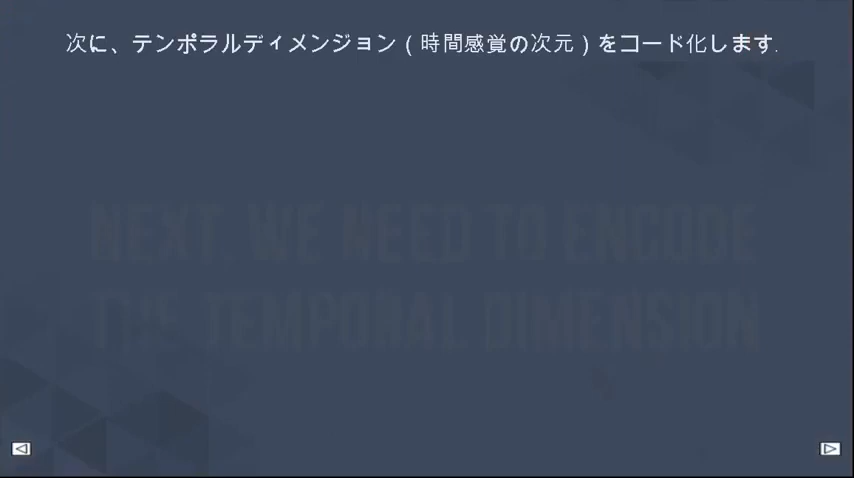 次に、テンポラルディメンジョン ( 時間感覚の次元 ) をコード化します.
NEXT, WE NEED TO ENCODE
THE TEMPORAL DIMENSION